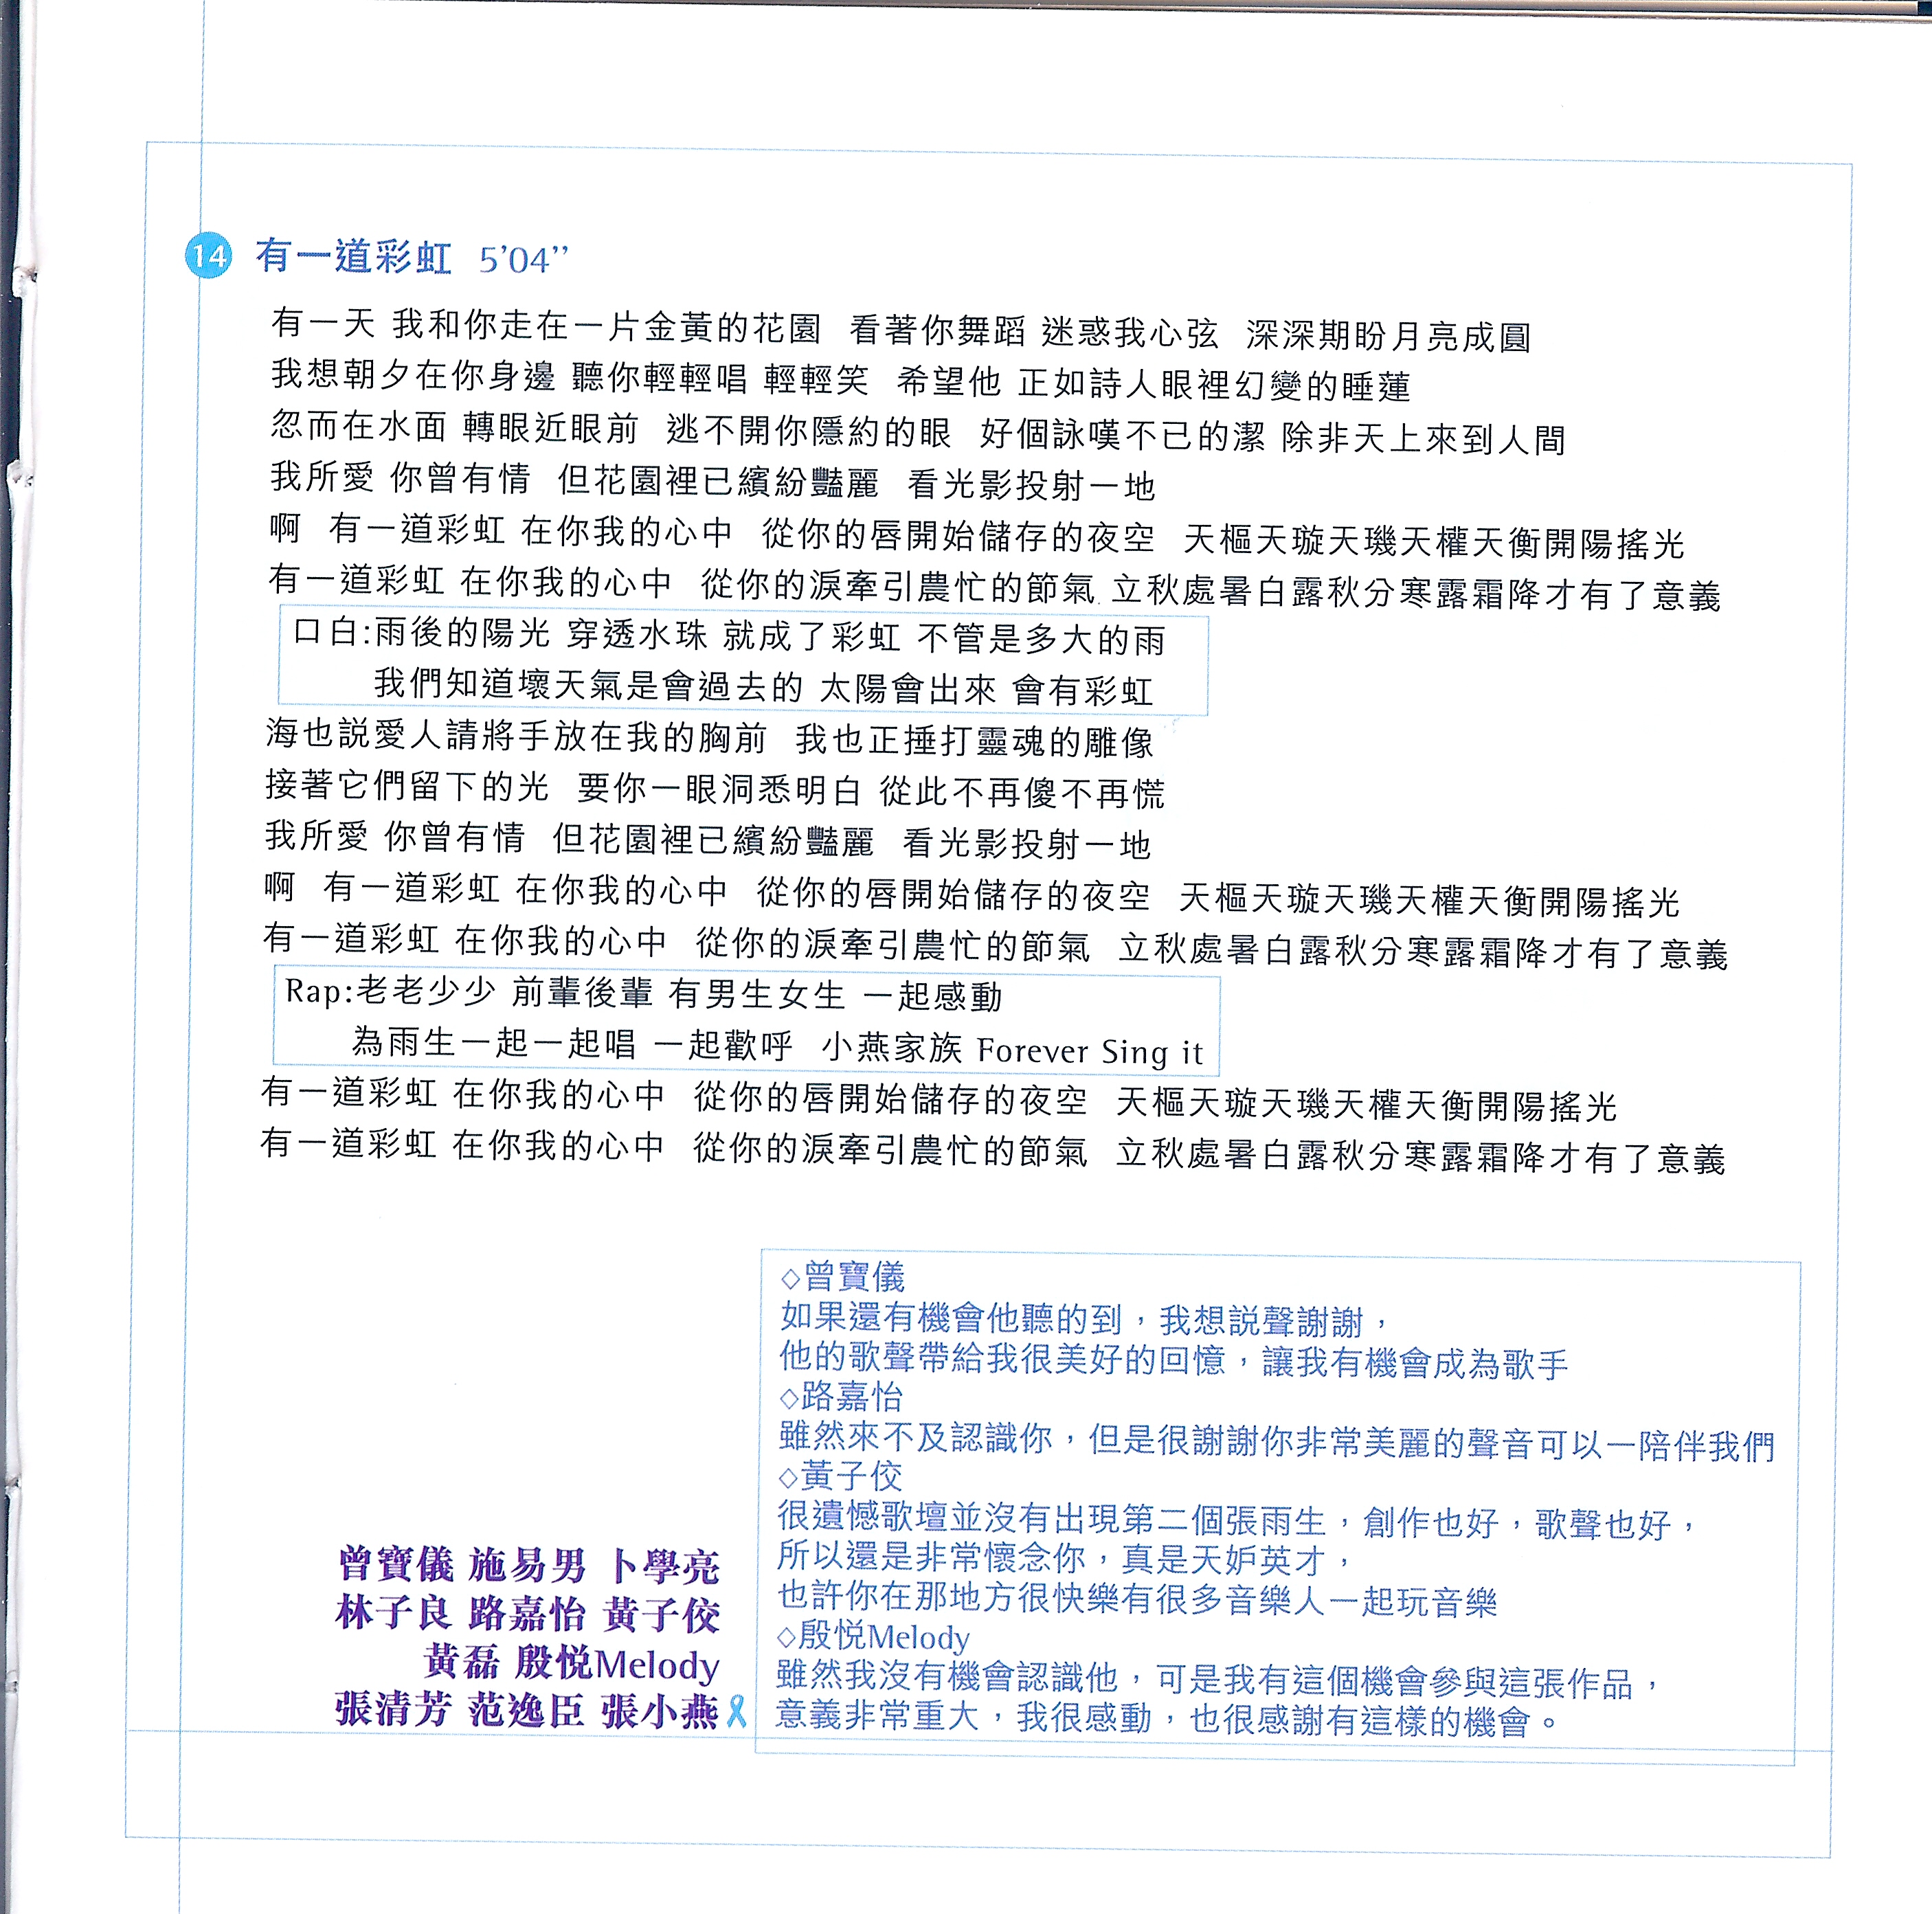 14 有一道彩虹 5’04’’
有一天 我和你走在一片金黃的花園 看著你舞蹈 迷惑我心弦 深深期盼月亮成圓
我想朝夕在你身邊 聽你輕輕唱 輕輕笑 希望他 正如詩人眼裡幻變的睡蓮
忽而在水面 轉眼近眼前 逃不開你隱約的眼 好個詠嘆不已的潔 除非天上來到人間
我所愛 你曾有情 但花園裡已繽紛豔麗 看光影投射一地
啊 有一道彩虹 在你我的心中 從你的唇開始儲存的夜空 天樞天璇天璣天權天衡開陽搖光
有一道彩虹 在你我的心中 從你的淚牽引農忙的節氣 立秋處暑白露秋分寒露霜降才有了意義
口白:雨後的陽光 穿透水珠 就成了彩虹 不管是多大的雨
我們知道壞天氣是會過去的 太陽會出來 會有彩虹
海也說愛人請將手放在我的胸前 我也正捶打靈魂的雕像
接著它們留下的光 要你一眼洞悉明白 從此不再傻不再慌
我所愛 你曾有情 但花園裡已繽紛豔麗 看光影投射一地
啊 有一道彩虹 在你我的心中 從你的唇開始儲存的夜空 天樞天璇天璣天權天衡開陽搖光
有一道彩虹 在你我的心中 從你的淚牽引農忙的節氣 立秋處暑白露秋分寒露霜降才有了意義
Rap:老老少少 前輩後輩 有男生女生 一起感動
為雨生一起一起唱 一起歡呼 小燕家族 Forever Sing it
有一道彩虹 在你我的心中 從你的唇開始儲存的夜空 天樞天璇天璣天權天衡開陽搖光
有一道彩虹 在你我的心中 從你的淚牽引農忙的節氣 立秋處暑白露秋分寒露霜降才有了意義
曾寶儀 施易男 卜學亮
林子良 路嘉怡 黃子佼
黃磊 殷悅Melody
張清芳 范逸臣 張小燕
◇曾寶儀
如果還有機會他聽的到，我想說聲謝謝，
他的歌聲帶給我很美好的回憶，讓我有機會成為歌手
◇路嘉怡
雖然來不及認識你，但是很謝謝你非常美麗的聲音可以一陪伴我們
◇黃子佼
很遺憾歌壇並沒有出現第二個張雨生，創作也好，歌聲也好，
所以還是非常懷念你，真是天妒英才，
也許你在那地方很快樂有很多音樂人一起玩音樂
◇殷悅Melody
雖然我沒有機會認識他，可是我有這個機會參與這張作品，
意義非常重大，我很感動，也很感謝有這樣的機會。